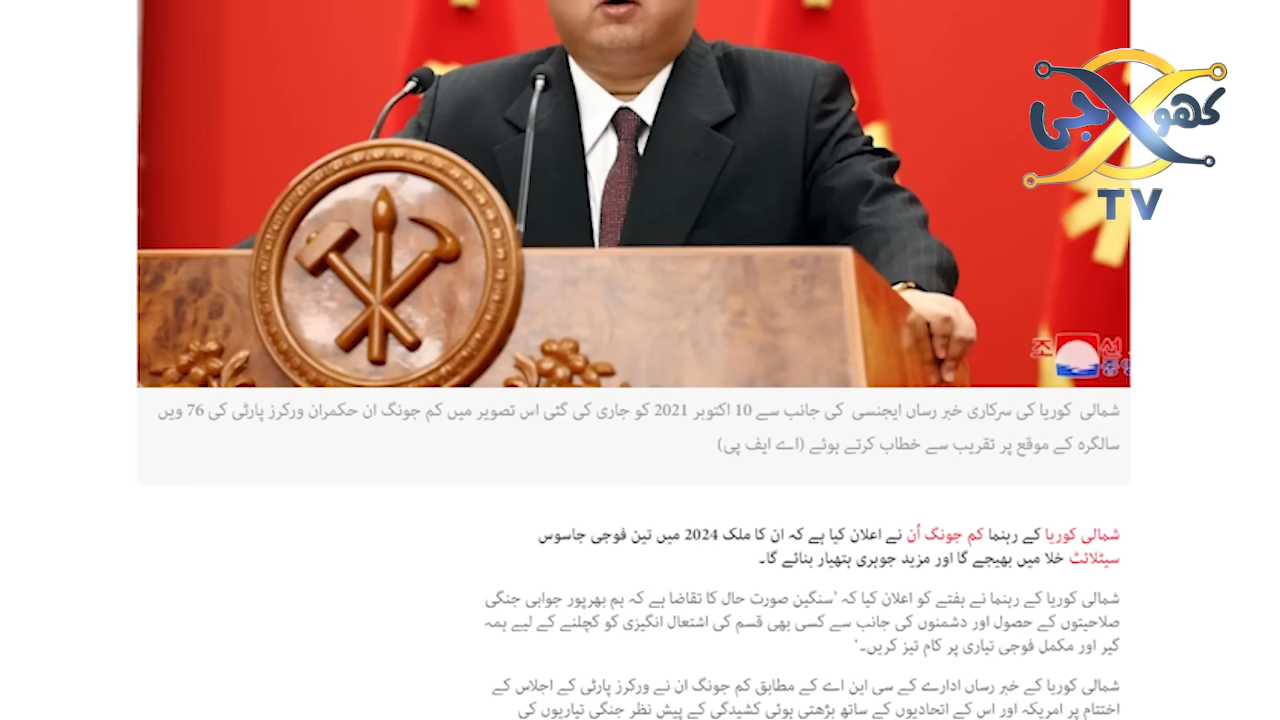 کھوجی
TV
조선
중앙
شمالی کوریا کی سرکاری خبر رساں ایجنسی کی جانب سے 10 اکتوبر 2021 کو جاری کی گئی اس تصویر میں کم جونگ ان حکمران ورکرز پارٹی کی 76 ویں
سالگرہ کے موقع پر تقریب سے خطاب کرتے ہوئے (اے ایف پی)
شمالی کوریا کے رہنما کم جونگ اُن نے اعلان کیا ہے کہ ان کا ملک 2024 میں تین فوجی جاسوس
سیٹلائٹ خلا میں بھیجے گا اور مزید جوہری ہتھیار بنائے گا۔
شمالی کوریا کے رہنما نے ہفتے کو اعلان کیا کہ ’سنگین صورت حال کا تقاضا ہے کہ ہم بھرپور جوابی جنگی
صلاحیتوں کے حصول اور دشمنوں کی جانب سے کسی بھی قسم کی اشتعال انگیزی کو کچلنے کے لیے ہمہ
گیر اور مکمل فوجی تیاری پر کام تیز کریں۔‘
شمالی کوریا کے خبر رساں ادارے کے سی این اے کے مطابق کم جونگ ان نے ورکرز پارٹی کے اجلاس کے
اختتام پر امریکہ اور اس کے اتحادیوں کے ساتھ بڑھتی ہوئی کشیدگی کے پیش نظر جنگی تیاریوں کی